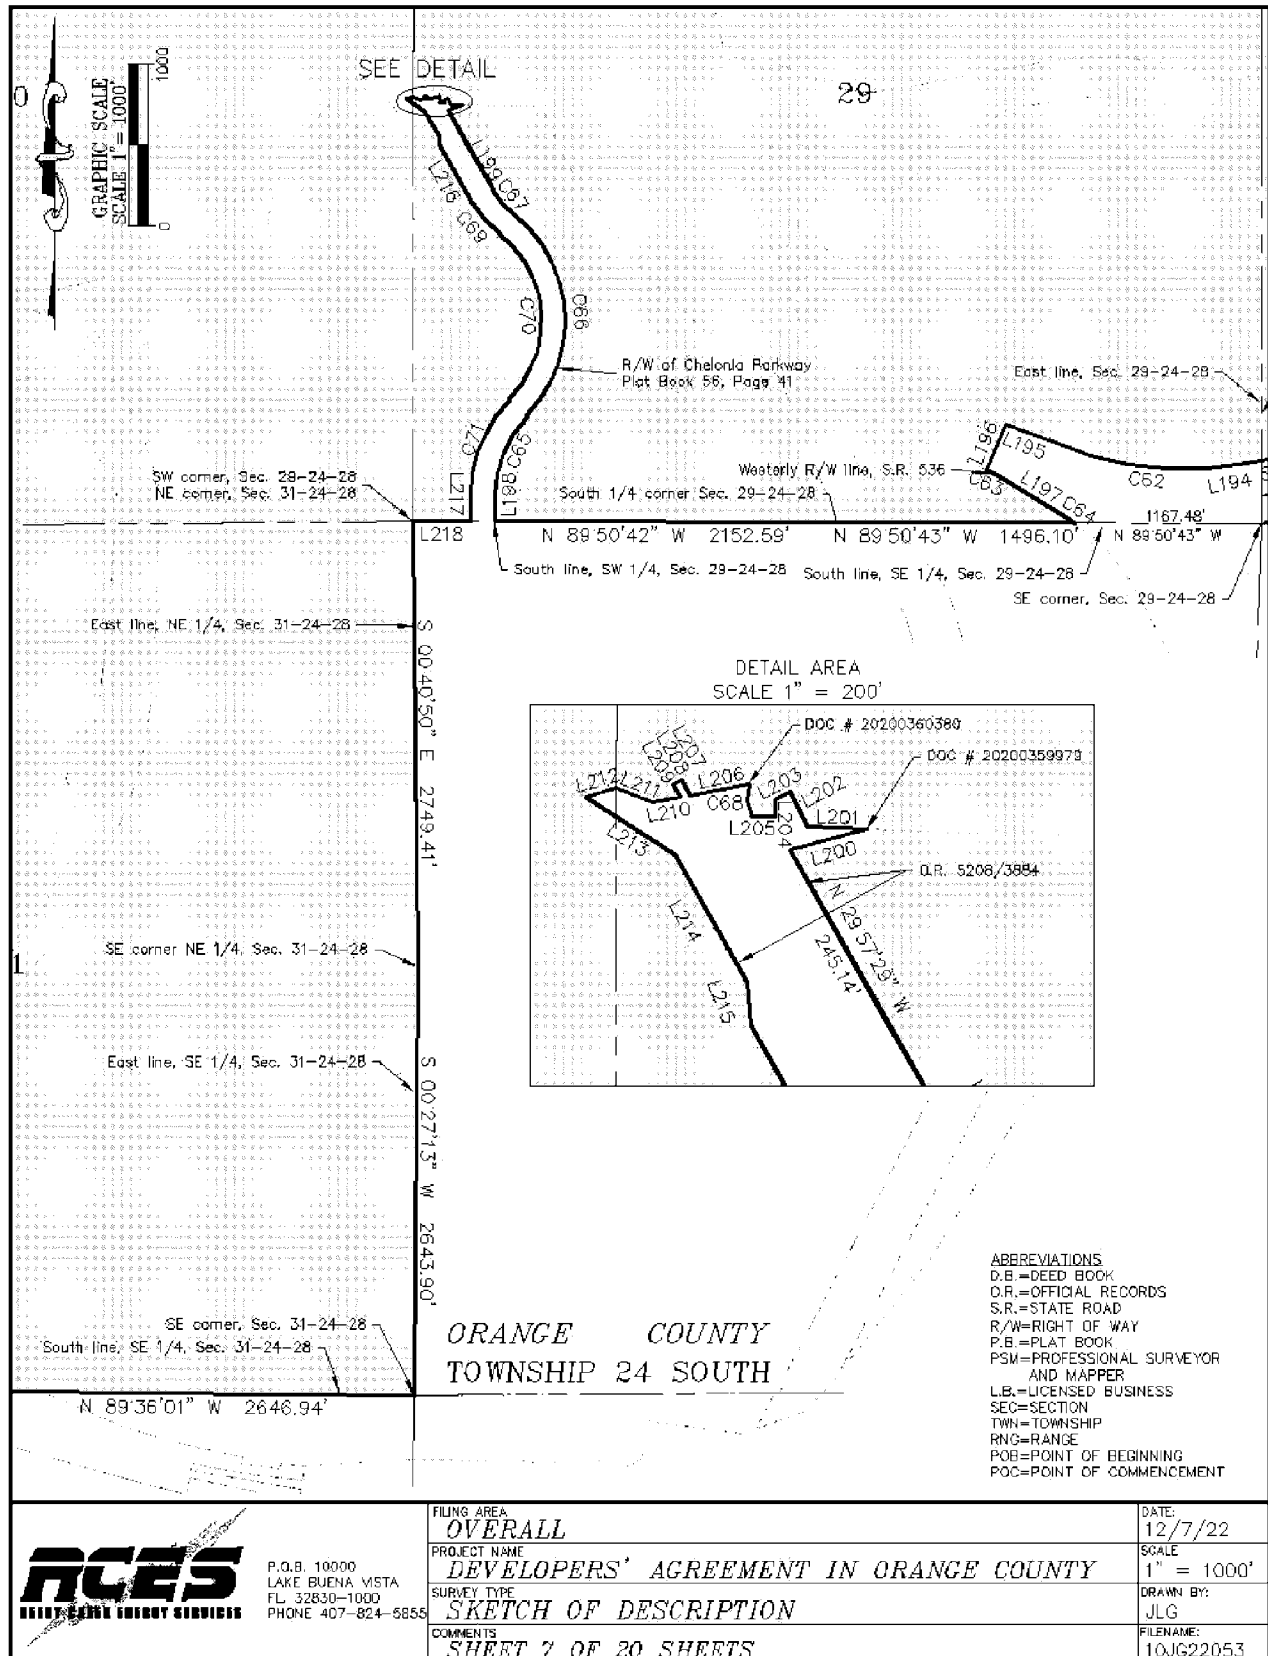 SEE DETAIL
29
0
GRAPHIC SCALE
SCALE 1" = 1000'
0
1000
L199
C67
L216
C69
C70
C66
R/W of Chelonia Parkway
Plat Book 56, Page 41
East line, Sec. 29-24-28
C71
C65
L217
L198
SW corner, Sec. 29-24-28
NE corner, Sec. 31-24-28
L196
L195
Westerly R/W line, S.R. 536
C63
L197
C64
C62
L194
South 1/4 corner Sec. 29-24-28
1167.48'
L218
N 89°50'42" W 2152.59'
N 89°50'43" W 1496.10'
N 89°50'43" W
South line, SW 1/4, Sec. 29-24-28
South line, SE 1/4, Sec. 29-24-28
SE corner, Sec. 29-24-28
East line, NE 1/4, Sec. 31-24-28
S 00°40'50" E 2749.41'
DETAIL AREA
SCALE 1" = 200'
DOC # 20200360380
DOC # 20200359979
L207
L208
L209
L206
L212
L211
L210
C68
L203
L202
L205
L204
L201
L200
L213
O.R. 5208/3884
L214
L215
N 29°57'29" W
245.14'
SE corner NE 1/4, Sec. 31-24-28
1
East line, SE 1/4, Sec. 31-24-28
S 00°27'13" W 2643.90'
SE corner, Sec. 31-24-28
South line, SE 1/4, Sec. 31-24-28
N 89°36'01" W 2646.94'
ORANGE COUNTY
TOWNSHIP 24 SOUTH
ABBREVIATIONS
D.B.=DEED BOOK
O.R.=OFFICIAL RECORDS
S.R.=STATE ROAD
R/W=RIGHT OF WAY
P.B.=PLAT BOOK
PSM=PROFESSIONAL SURVEYOR
AND MAPPER
L.B.=LICENSED BUSINESS
SEC=SECTION
TWN=TOWNSHIP
RNG=RANGE
POB=POINT OF BEGINNING
POC=POINT OF COMMENCEMENT
RCES
REEDY CREEK ENERGY SERVICES
P.O.B. 10000
LAKE BUENA VISTA
FL 32830-1000
PHONE 407-824-5855
FILING AREA
OVERALL
PROJECT NAME
DEVELOPERS' AGREEMENT IN ORANGE COUNTY
SURVEY TYPE
SKETCH OF DESCRIPTION
COMMENTS
SHEET 7 OF 20 SHEETS
DATE:
12/7/22
SCALE
1" = 1000'
DRAWN BY:
JLG
FILENAME:
10JG22053